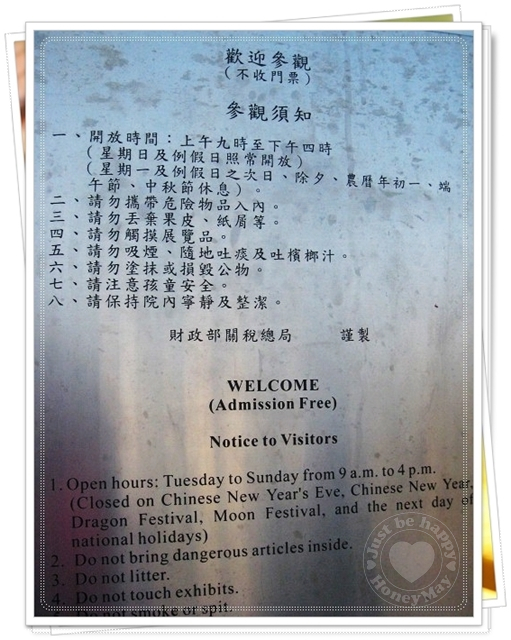 歡迎參觀
（不收門票）
參觀須知
一、開放時間：上午九時至下午四時
（星期日及例假日照常開放）
（星期一及例假日之次日、除夕、農曆年初一、端
午節、中秋節休息）。
二、請勿攜帶危險物品入內。
三、請勿丟棄果皮、紙屑等。
四、請勿觸摸展覽品。
五、請勿吸煙、隨地吐痰及吐檳榔汁。
六、請勿塗抹或損毀公物。
七、請注意孩童安全。
八、請保持院內寧靜及整潔。
財政部關稅總局 謹製
WELCOME
(Admission Free)
Notice to Visitors
1. Open hours: Tuesday to Sunday from 9 a.m. to 4 p.m.
(Closed on Chinese New Year's Eve, Chinese New Year,
Dragon Festival, Moon Festival, and the next day of
national holidays)
2. Do not bring dangerous articles inside.
3. Do not litter.
4. Do not touch exhibits.
5. Do not smoke or spit.
Just be happy
HoneyMay